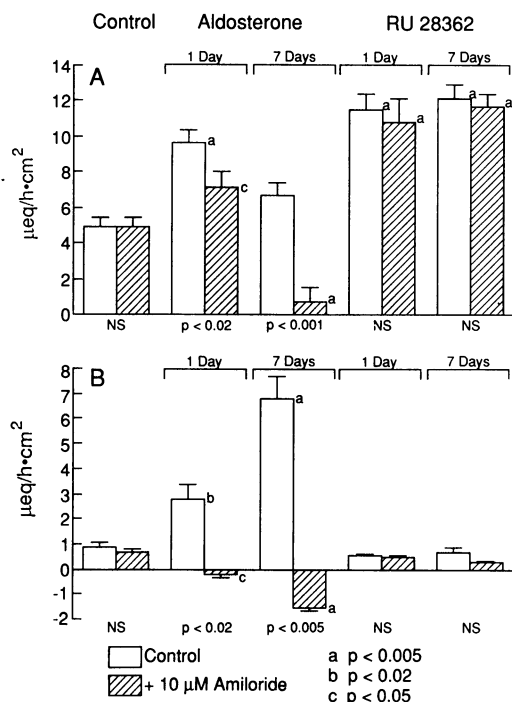 Control Aldosterone RU 28362
1 Day 7 Days 1 Day 7 Days
A
14
12
10
8
6
4
2
0
μeq/h•cm²
a
c
a
a
a
a
a
NS p < 0.02 p < 0.001 NS NS
1 Day 7 Days 1 Day 7 Days
B
8
7
6
5
4
3
2
1
0
-1
-2
μeq/h•cm²
b
c
a
a
NS p < 0.02 p < 0.005 NS NS
Control
+ 10 μM Amiloride
a p < 0.005
b p < 0.02
c p < 0.05